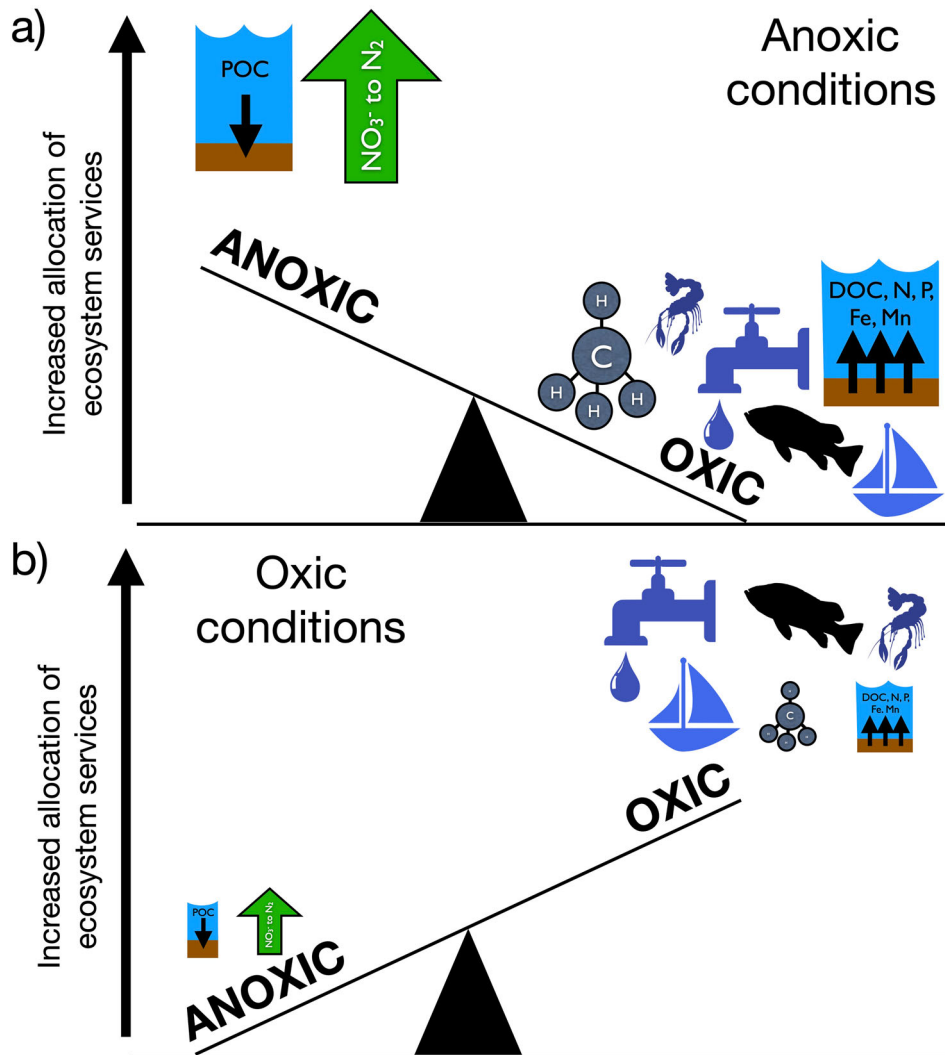 a)
Anoxic
conditions
Increased allocation of
ecosystem services
POC
NO₃⁻ to N₂
ANOXIC
OXIC
H
C
H
H
H
DOC, N, P,
Fe, Mn
b)
Oxic
conditions
Increased allocation of
ecosystem services
POC
NO₃⁻ to N₂
ANOXIC
OXIC
C
DOC, N, P,
Fe, Mn